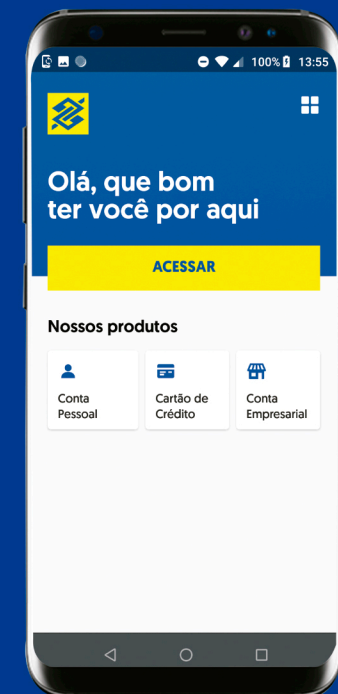 100% 13:55
Olá, que bom
ter você por aqui
ACESSAR
Nossos produtos
Conta
Pessoal
Cartão de
Crédito
Conta
Empresarial